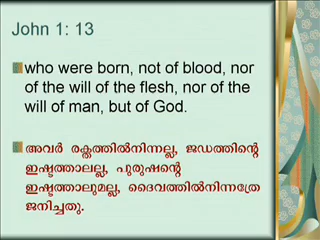 John 1: 13
who were born, not of blood, nor
of the will of the flesh, nor of the
will of man, but of God.
അവർ രക്തത്തിൽനിന്നല്ല, ജഡത്തിന്റെ
ഇഷ്ടത്താലല്ല, പുരുഷന്റെ
ഇഷ്ടത്താലുമല്ല, ദൈവത്തിൽനിന്നത്രേ
ജനിച്ചതു.